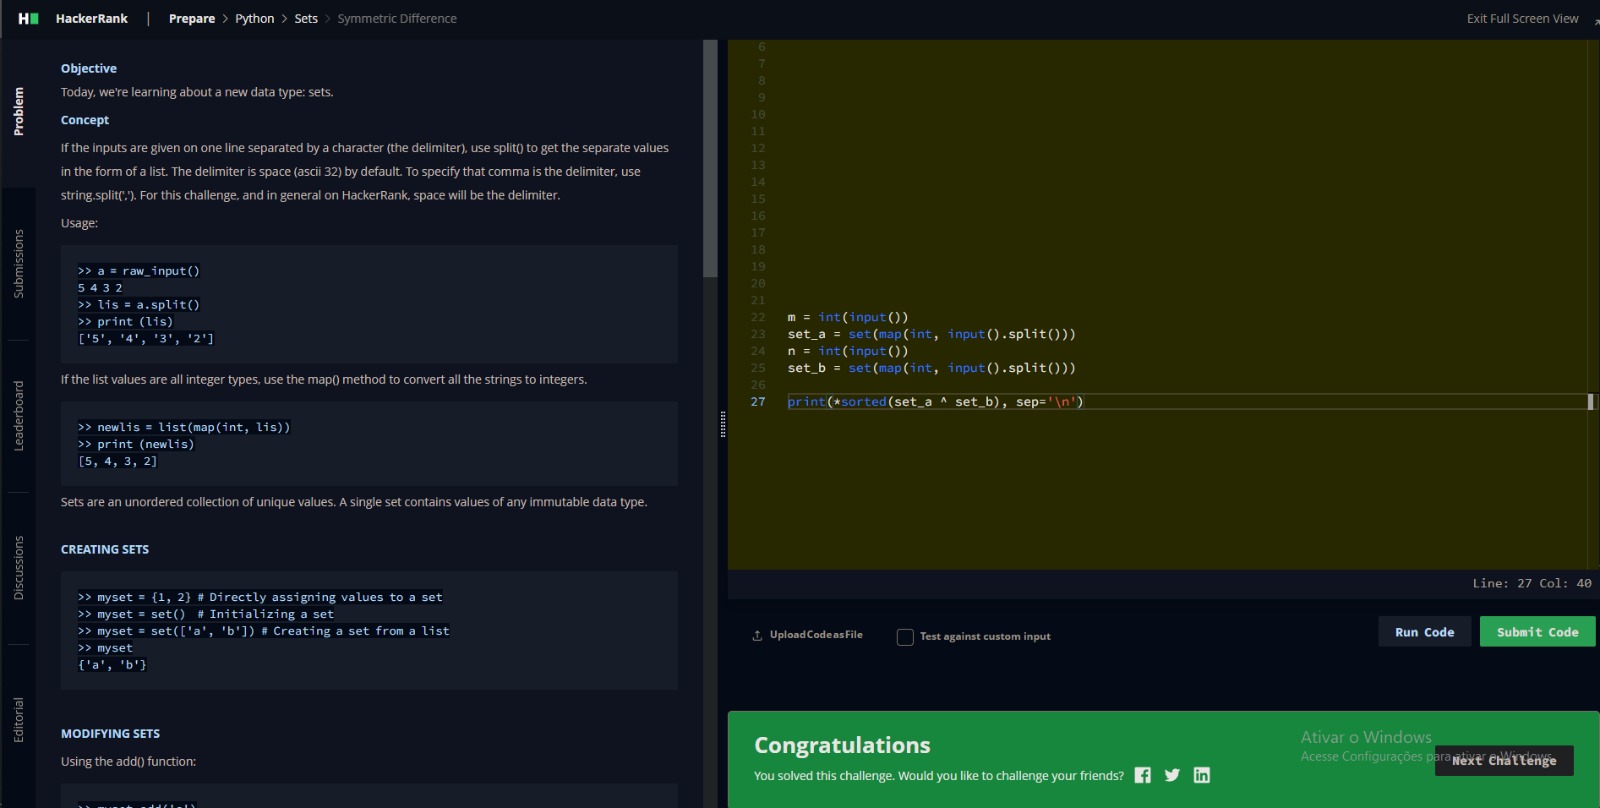 H HackerRank | Prepare > Python > Sets > Symmetric Difference Exit Full Screen View
Problem
Submissions
Leaderboard
Discussions
Editorial
Objective
Today, we're learning about a new data type: sets.
Concept
If the inputs are given on one line separated by a character (the delimiter), use split() to get the separate values
in the form of a list. The delimiter is space (ascii 32) by default. To specify that comma is the delimiter, use
string.split(','). For this challenge, and in general on HackerRank, space will be the delimiter.
Usage:
>> a = raw_input()
5 4 3 2
>> lis = a.split()
>> print (lis)
['5', '4', '3', '2']
If the list values are all integer types, use the map() method to convert all the strings to integers.
>> newlis = list(map(int, lis))
>> print (newlis)
[5, 4, 3, 2]
Sets are an unordered collection of unique values. A single set contains values of any immutable data type.
CREATING SETS
>> myset = {1, 2} # Directly assigning values to a set
>> myset = set()  # Initializing a set
>> myset = set(['a', 'b']) # Creating a set from a list
>> myset
{'a', 'b'}
MODIFYING SETS
Using the add() function:
>> myset.add('c')
6
7
8
9
10
11
12
13
14
15
16
17
18
19
20
21
22 m = int(input())
23 set_a = set(map(int, input().split()))
24 n = int(input())
25 set_b = set(map(int, input().split()))
26
27 print(*sorted(set_a ^ set_b), sep='\n')
Line: 27 Col: 40
Upload Code as File Test against custom input Run Code Submit Code
Congratulations
You solved this challenge. Would you like to challenge your friends?
Next Challenge
Ativar o Windows
Acesse Configurações para ativar o Windows.